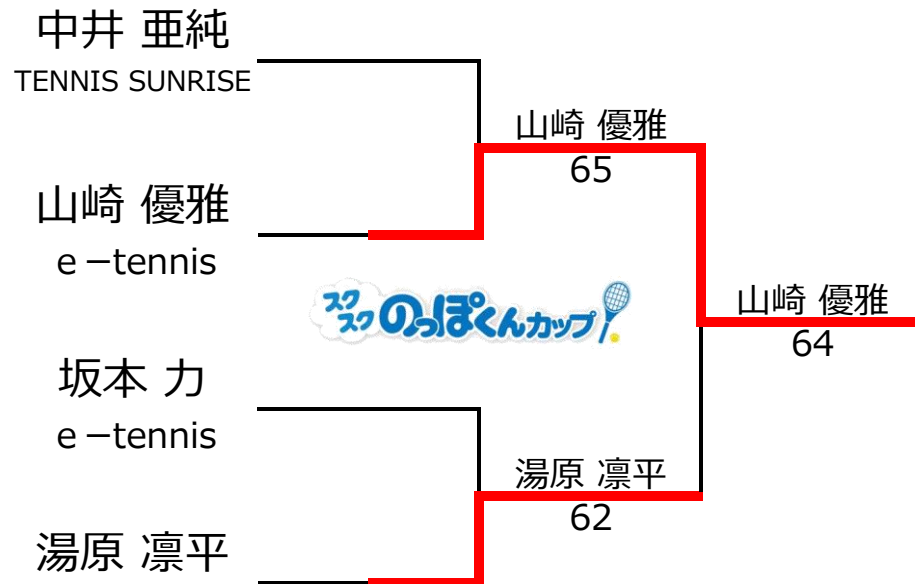 中井 亜純
TENNIS SUNRISE
山崎 優雅
65
山崎 優雅
e－tennis
スクスク のっぽくんカップ
山崎 優雅
64
坂本 力
e－tennis
湯原 凛平
62
湯原 凛平